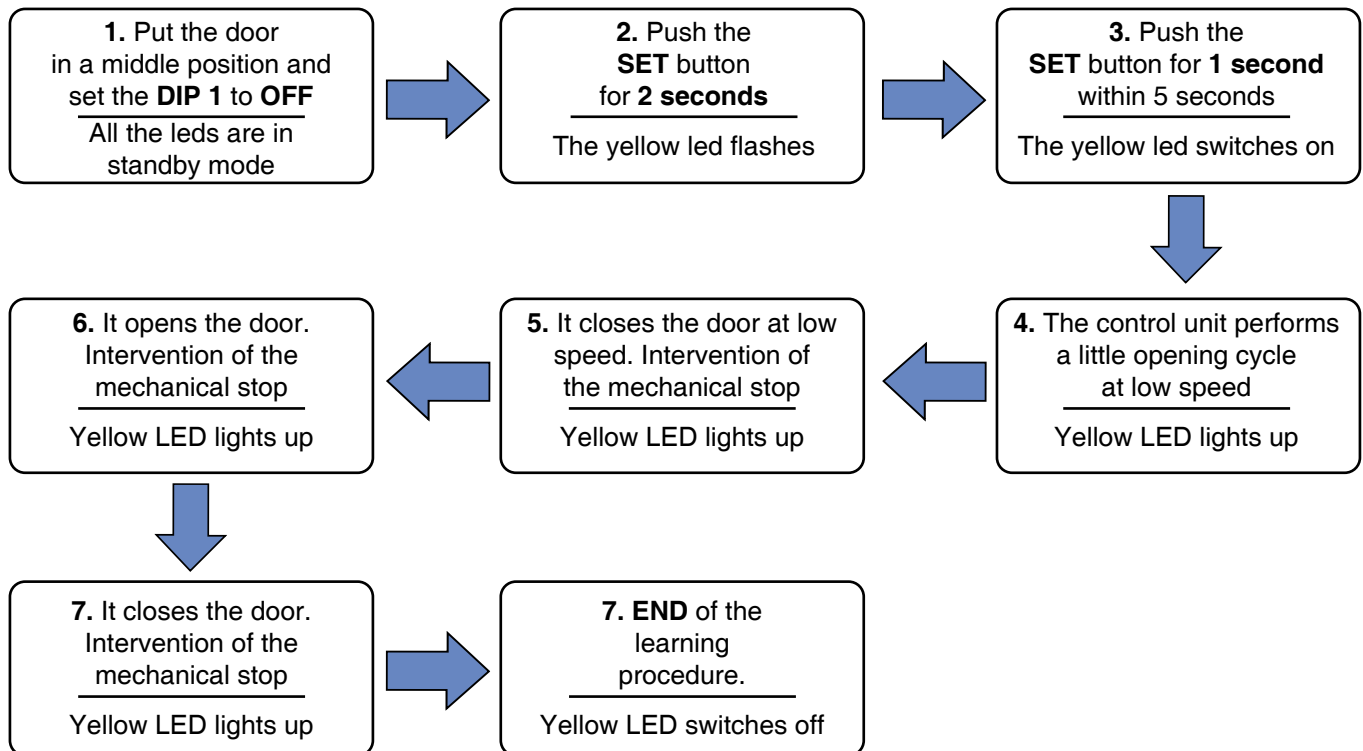 1. Put the door
in a middle position and
set the DIP 1 to OFF
All the leds are in
standby mode
2. Push the
SET button
for 2 seconds
The yellow led flashes
3. Push the
SET button for 1 second
within 5 seconds
The yellow led switches on
4. The control unit performs
a little opening cycle
at low speed
Yellow LED lights up
5. It closes the door at low
speed. Intervention of
the mechanical stop
Yellow LED lights up
6. It opens the door.
Intervention of the
mechanical stop
Yellow LED lights up
7. It closes the door.
Intervention of the
mechanical stop
Yellow LED lights up
7. END of the
learning
procedure.
Yellow LED switches off